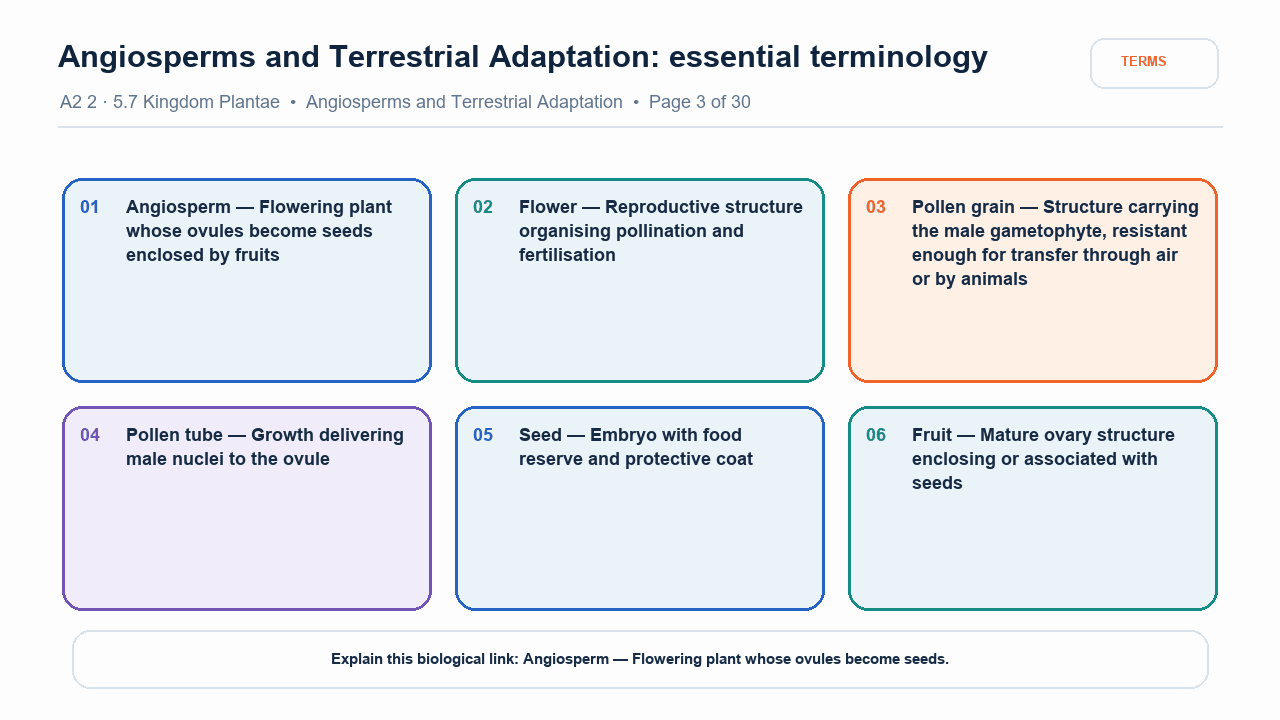 Angiosperms and Terrestrial Adaptation: essential terminology
TERMS
A2 2 · 5.7 Kingdom Plantae • Angiosperms and Terrestrial Adaptation • Page 3 of 30
01
Angiosperm — Flowering plant
whose ovules become seeds
enclosed by fruits
02
Flower — Reproductive structure
organising pollination and
fertilisation
03
Pollen grain — Structure carrying
the male gametophyte, resistant
enough for transfer through air
or by animals
04
Pollen tube — Growth delivering
male nuclei to the ovule
05
Seed — Embryo with food
reserve and protective coat
06
Fruit — Mature ovary structure
enclosing or associated with
seeds
Explain this biological link: Angiosperm — Flowering plant whose ovules become seeds.